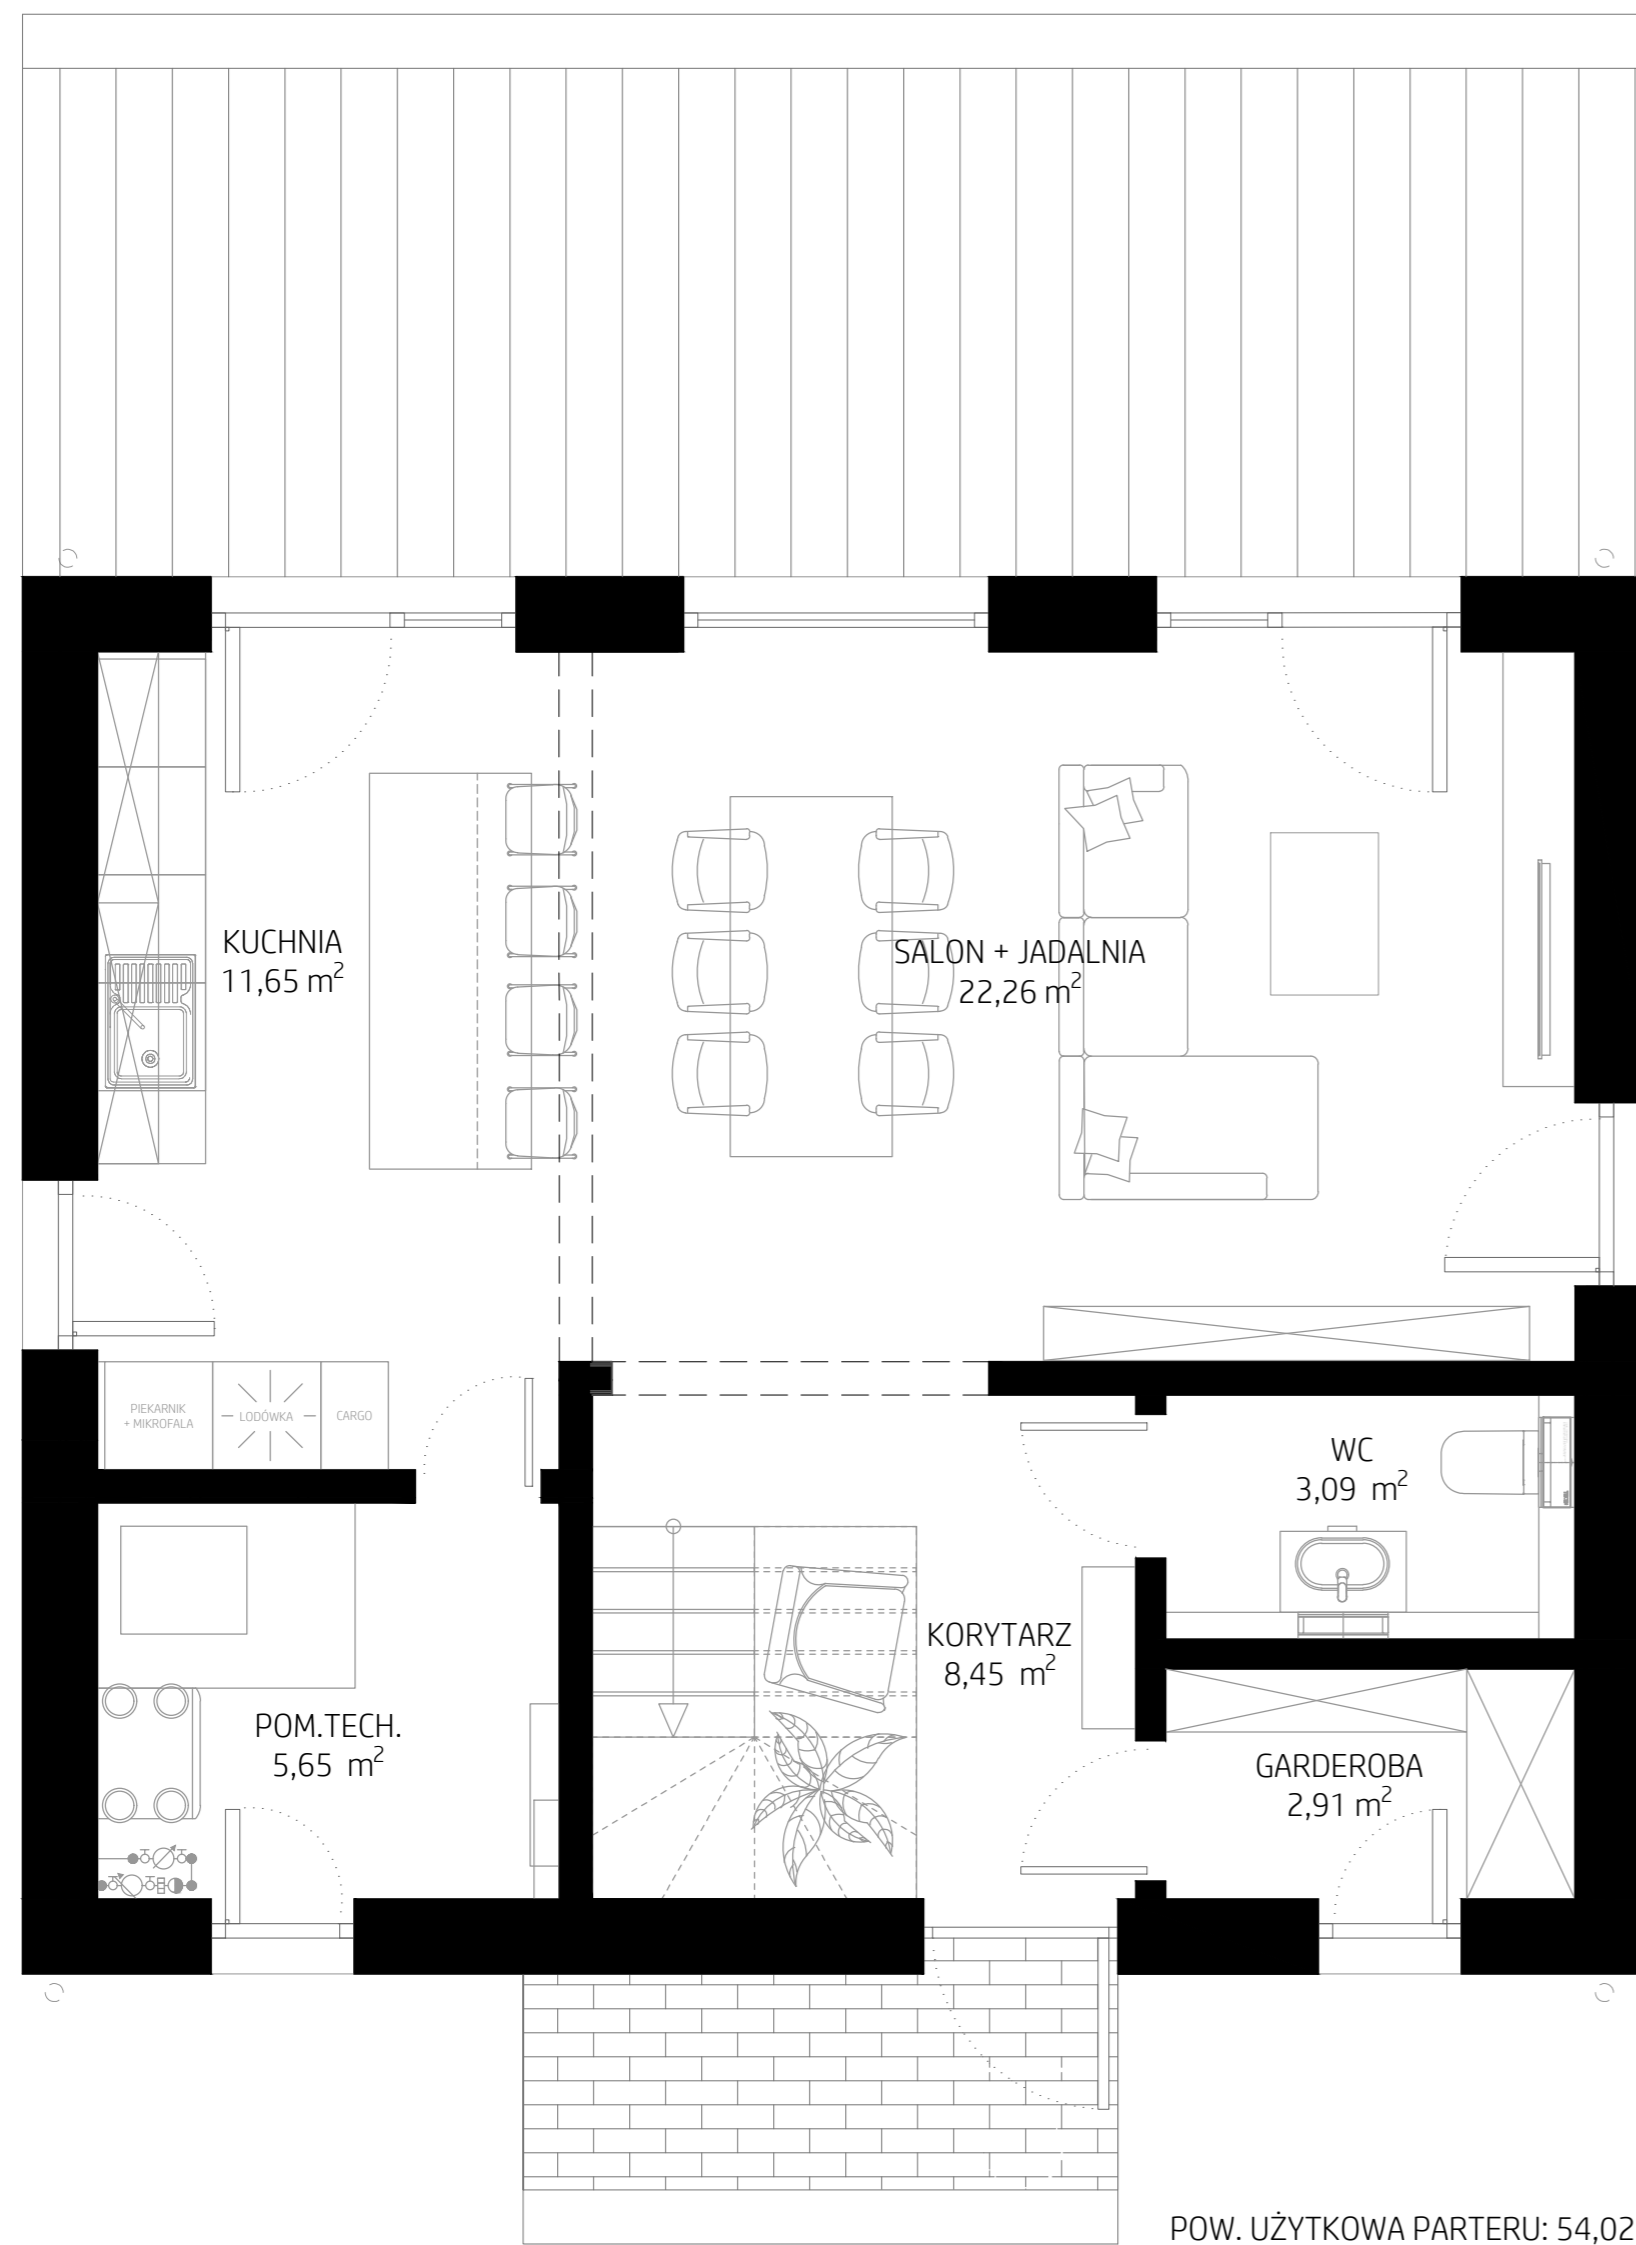 KUCHNIA
11,65 m²
SALON + JADALNIA
22,26 m²
PIEKARNIK
+ MIKROFALA
LODÓWKA
CARGO
WC
3,09 m²
KORYTARZ
8,45 m²
POM.TECH.
5,65 m²
GARDEROBA
2,91 m²
POW. UŻYTKOWA PARTERU: 54,02